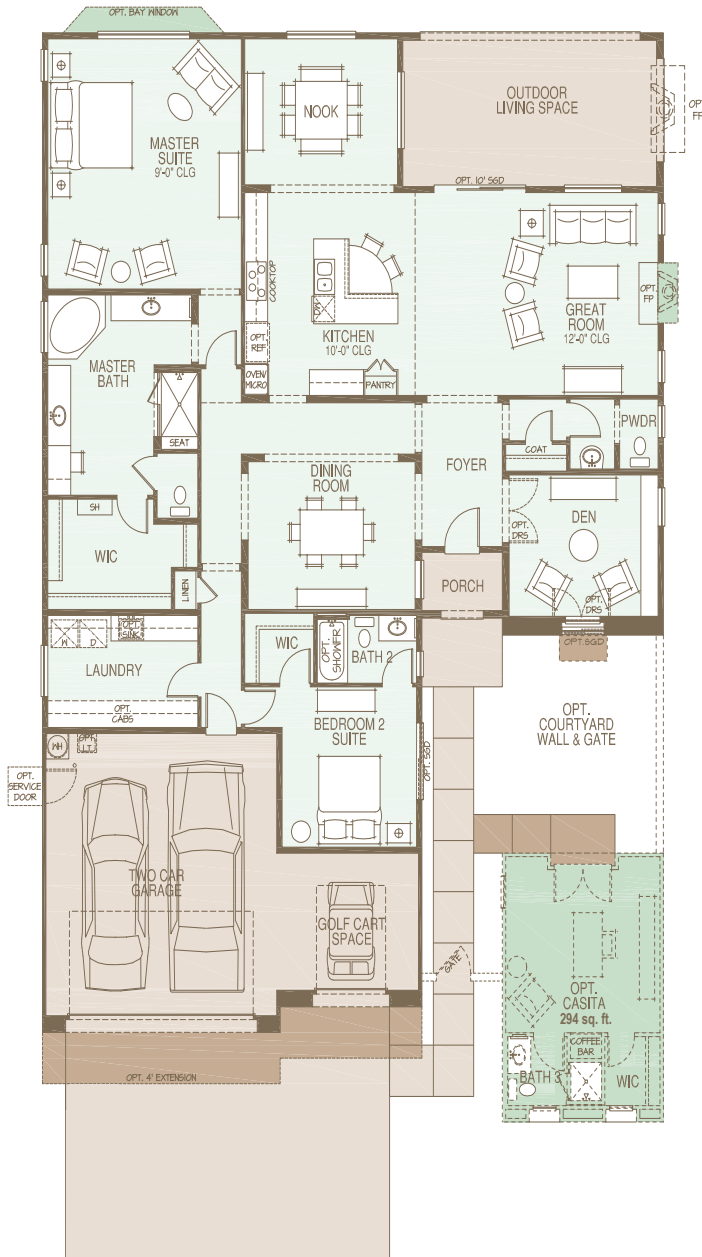 OPT. BAY WINDOW
MASTER
SUITE
9'-0" CLG
NOOK
OUTDOOR
LIVING SPACE
OPT.
FP
OPT. 10' SGD
COOKTOP
DW
KITCHEN
10'-0" CLG
OPT.
REF
OVEN/
MICRO
PANTRY
GREAT
ROOM
12'-0" CLG
OPT.
FP
MASTER
BATH
SEAT
SH
WIC
LINEN
DINING
ROOM
FOYER
COAT
PWDR
OPT.
DRS
DEN
OPT.
DRS
OPT. SGD
PORCH
W
D
OPT.
SINK
LAUNDRY
OPT.
CABS
WIC
OPT.
SHOWER
BATH 2
BEDROOM 2
SUITE
OPT. SGD
OPT.
COURTYARD
WALL & GATE
WH
OPT.
L.T.
OPT.
SERVICE
DOOR
TWO CAR
GARAGE
GOLF CART
SPACE
GATE
OPT.
CASITA
294 sq. ft.
COFFEE
BAR
BATH 3
WIC
OPT. 4' EXTENSION